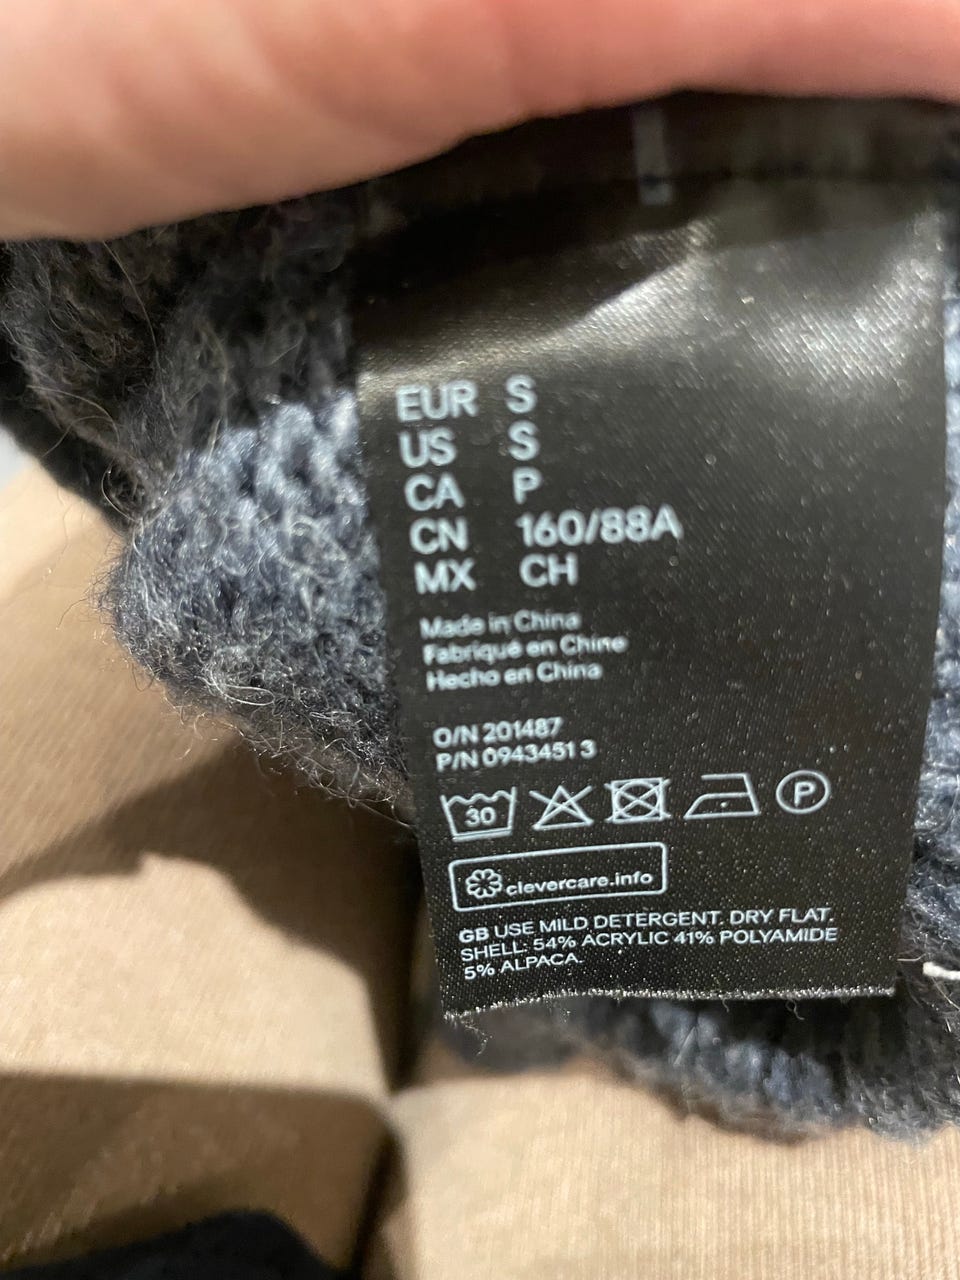 EUR S
US S
CA P
CN 160/88A
MX CH
Made in China
Fabriqué en Chine
Hecho en China
O/N 201487
P/N 0943451 3
30 P
clevercare.info
GB USE MILD DETERGENT. DRY FLAT.
SHELL: 54% ACRYLIC 41% POLYAMIDE
5% ALPACA.